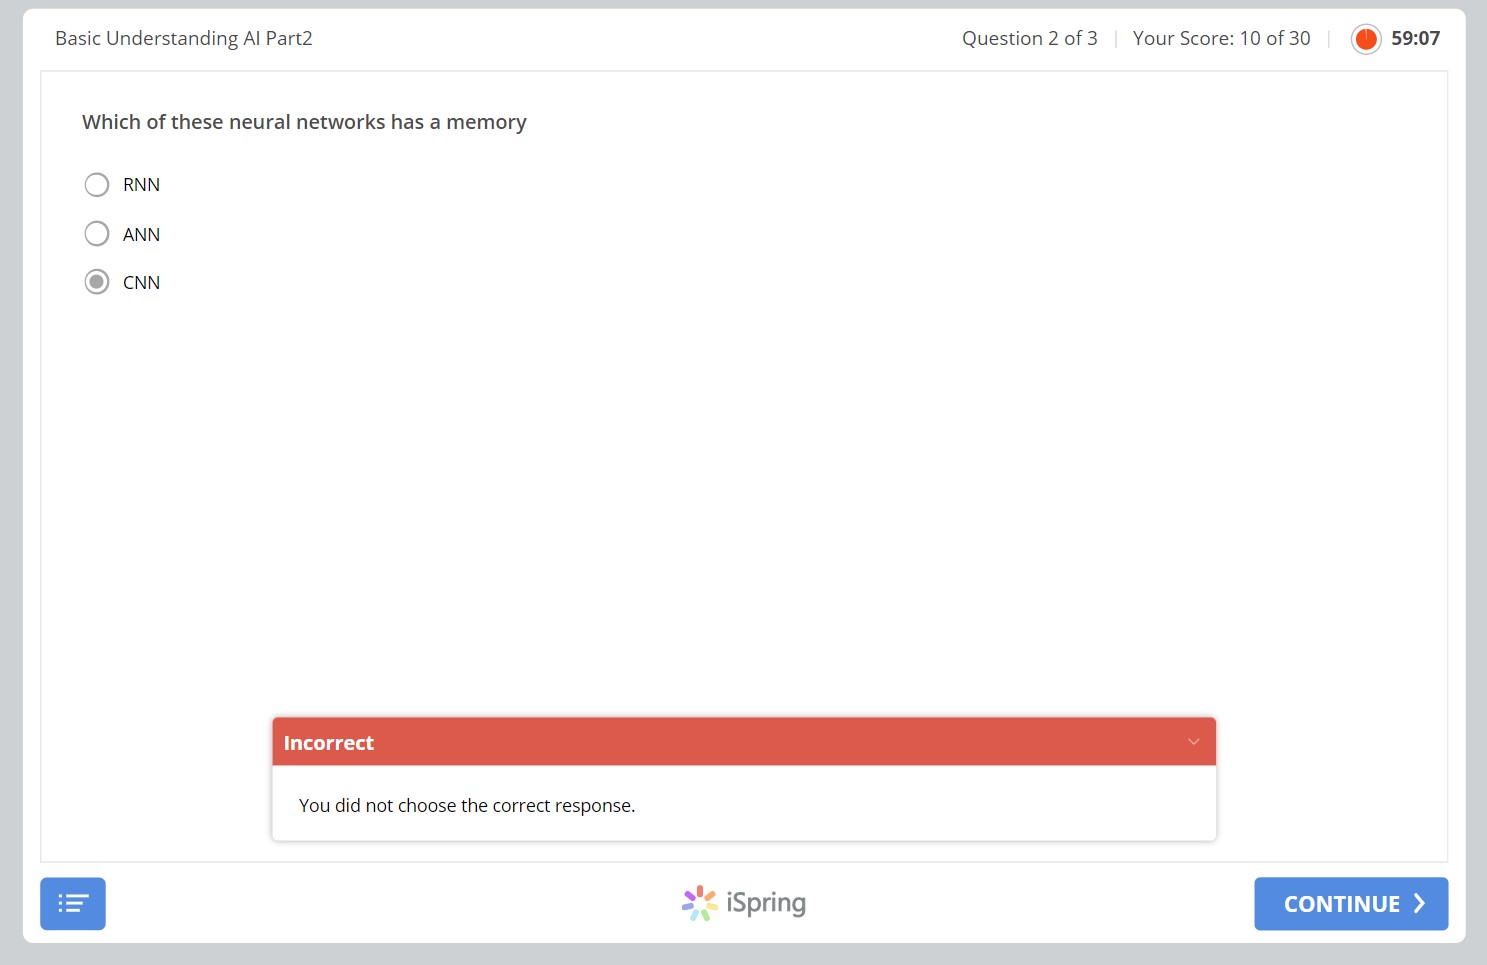 Basic Understanding AI Part2
Question 2 of 3 | Your Score: 10 of 30 | 59:07
Which of these neural networks has a memory
RNN
ANN
CNN
Incorrect
You did not choose the correct response.
iSpring
CONTINUE